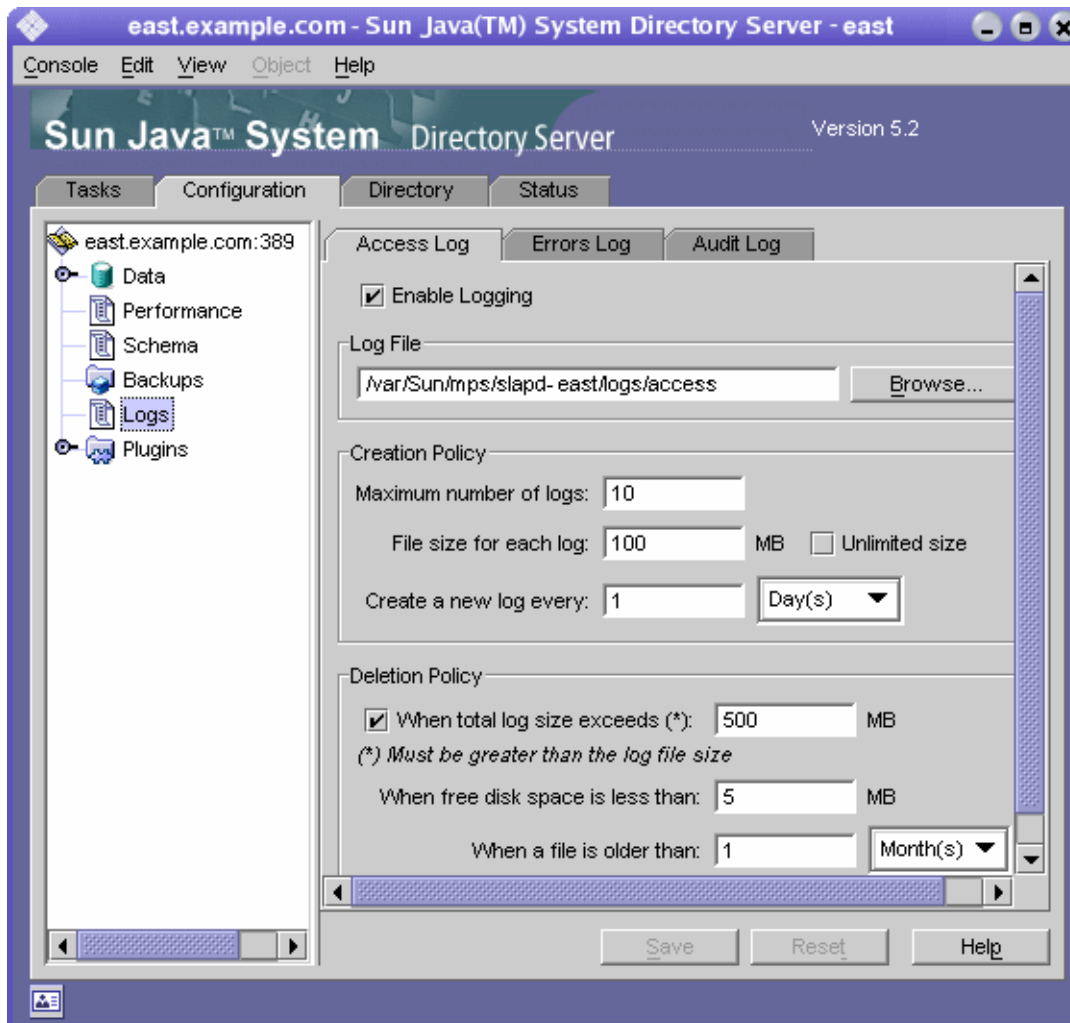 east.example.com - Sun Java(TM) System Directory Server - east
Console Edit View Object Help
Sun Java™ System Directory Server Version 5.2
Tasks Configuration Directory Status
east.example.com:389
Data
Performance
Schema
Backups
Logs
Plugins
Access Log Errors Log Audit Log
Enable Logging
Log File
/var/Sun/mps/slapd-east/logs/access Browse...
Creation Policy
Maximum number of logs: 10
File size for each log: 100 MB Unlimited size
Create a new log every: 1 Day(s)
Deletion Policy
When total log size exceeds (*): 500 MB
(*) Must be greater than the log file size
When free disk space is less than: 5 MB
When a file is older than: 1 Month(s)
Save Reset Help